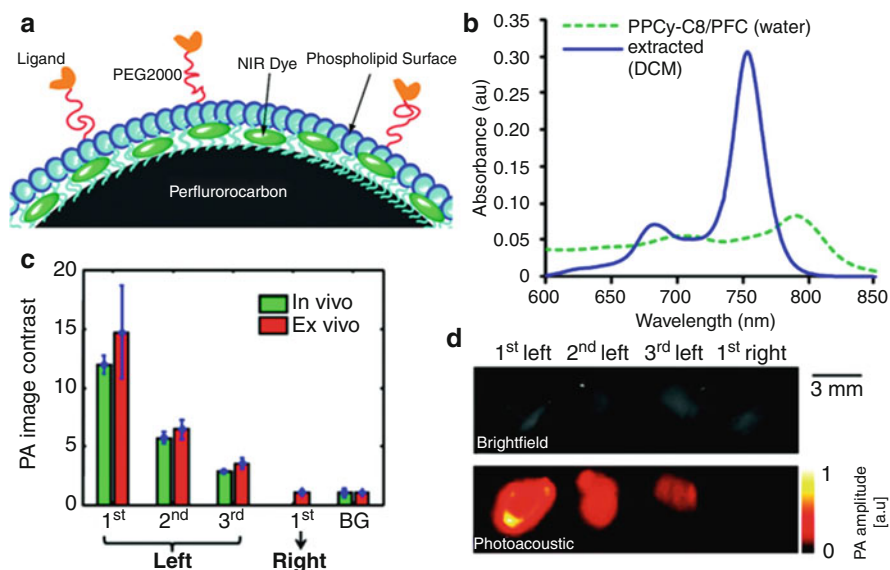 a
Ligand
PEG2000
NIR Dye
Phospholipid Surface
Perflurorocarbon
b
PPCy-C8/PFC (water)
extracted
(DCM)
Absorbance (au)
0.35
0.30
0.25
0.20
0.15
0.10
0.05
0
600
650
700
750
800
850
Wavelength (nm)
c
PA image contrast
20
15
10
5
0
In vivo
Ex vivo
1st 2nd 3rd 1st BG
Left Right
d
1st left 2nd left 3rd left 1st right
3 mm
Brightfield
Photoacoustic
1
0
PA amplitude
[a.u]